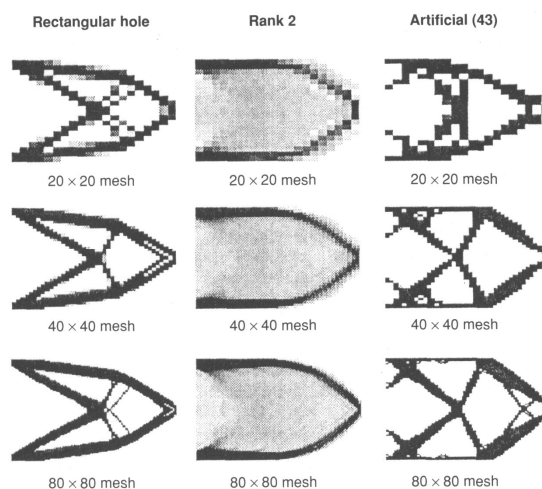 Rectangular hole Rank 2 Artificial (43)
20 × 20 mesh 20 × 20 mesh 20 × 20 mesh
40 × 40 mesh 40 × 40 mesh 40 × 40 mesh
80 × 80 mesh 80 × 80 mesh 80 × 80 mesh